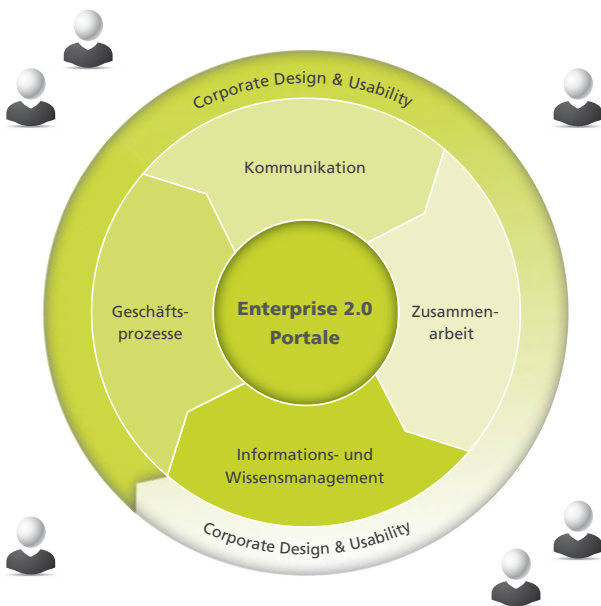 Corporate Design & Usability
Kommunikation
Geschäfts-
prozesse
Enterprise 2.0
Portale
Zusammen-
arbeit
Informations- und
Wissensmanagement
Corporate Design & Usability